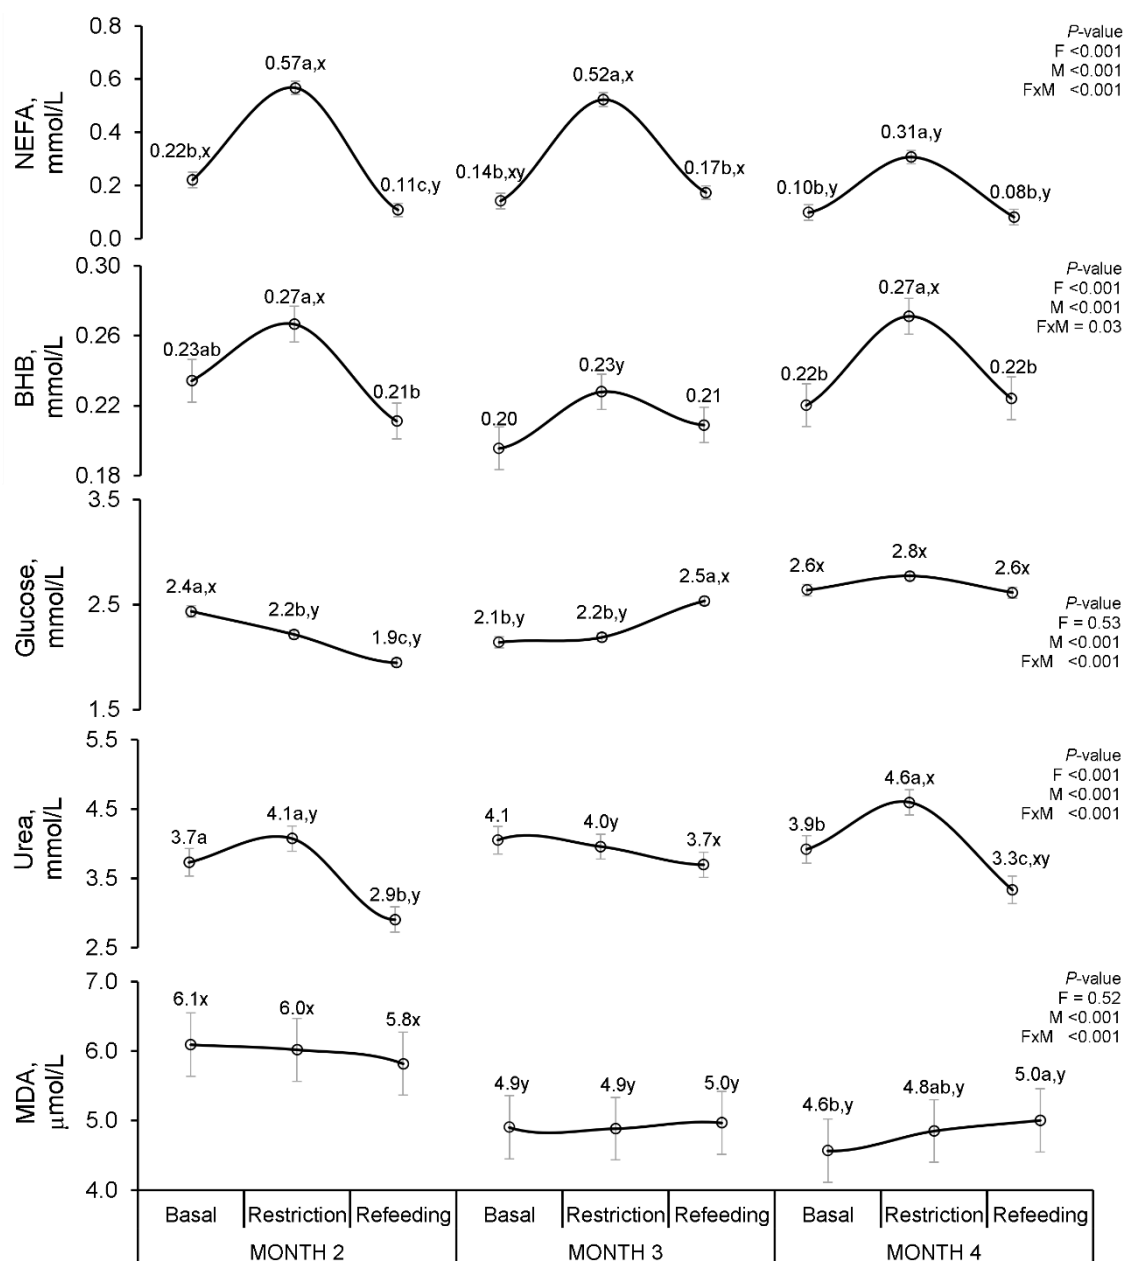 0.8
0.6
0.4
0.2
0.0
NEFA,
mmol/L
0.22b,x
0.57a,x
0.11c,y
0.14b,xy
0.52a,x
0.17b,x
0.10b,y
0.31a,y
0.08b,y
P-value
F <0.001
M <0.001
FxM <0.001
0.30
0.26
0.22
0.18
BHB,
mmol/L
0.23ab
0.27a,x
0.21b
0.20
0.23y
0.21
0.22b
0.27a,x
0.22b
P-value
F <0.001
M <0.001
FxM = 0.03
3.5
2.5
1.5
Glucose,
mmol/L
2.4a,x
2.2b,y
1.9c,y
2.1b,y
2.2b,y
2.5a,x
2.6x
2.8x
2.6x
P-value
F = 0.53
M <0.001
FxM <0.001
5.5
4.5
3.5
2.5
Urea,
mmol/L
3.7a
4.1a,y
2.9b,y
4.1
4.0y
3.7x
3.9b
4.6a,x
3.3c,xy
P-value
F <0.001
M <0.001
FxM <0.001
7.0
6.0
5.0
4.0
MDA,
µmol/L
6.1x
6.0x
5.8x
4.9y
4.9y
5.0y
4.6b,y
4.8ab,y
5.0a,y
P-value
F = 0.52
M <0.001
FxM <0.001
Basal Restriction Refeeding Basal Restriction Refeeding Basal Restriction Refeeding
MONTH 2 MONTH 3 MONTH 4